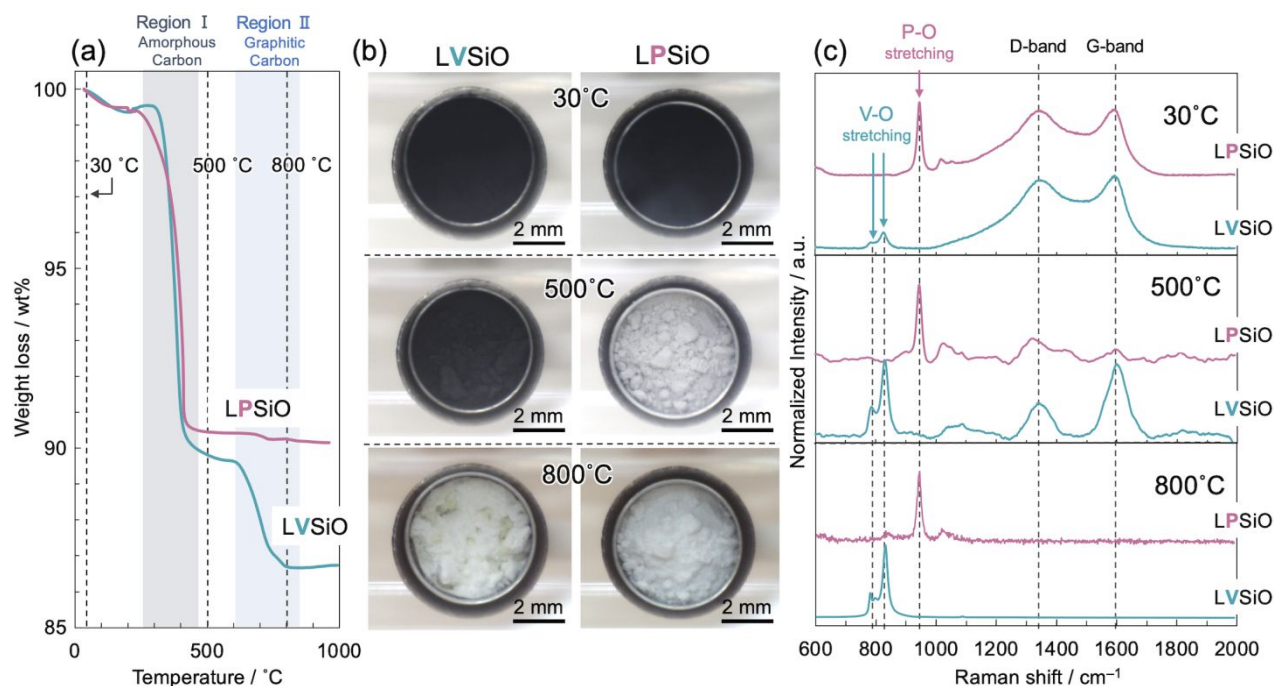 (a)
Region Ⅰ
Amorphous
Carbon
Region Ⅱ
Graphitic
Carbon
100
95
90
85
Weight loss / wt%
30 ˚C
500 ˚C
800 ˚C
LPSiO
LVSiO
0
500
1000
Temperature / ˚C
(b)
LVSiO
LPSiO
30˚C
2 mm
2 mm
500˚C
2 mm
2 mm
800˚C
2 mm
2 mm
(c)
P-O
stretching
D-band
G-band
V-O
stretching
30˚C
LPSiO
LVSiO
500˚C
LPSiO
LVSiO
800˚C
LPSiO
LVSiO
Normalized Intensity / a.u.
600
800
1000
1200
1400
1600
1800
2000
Raman shift / cm⁻¹